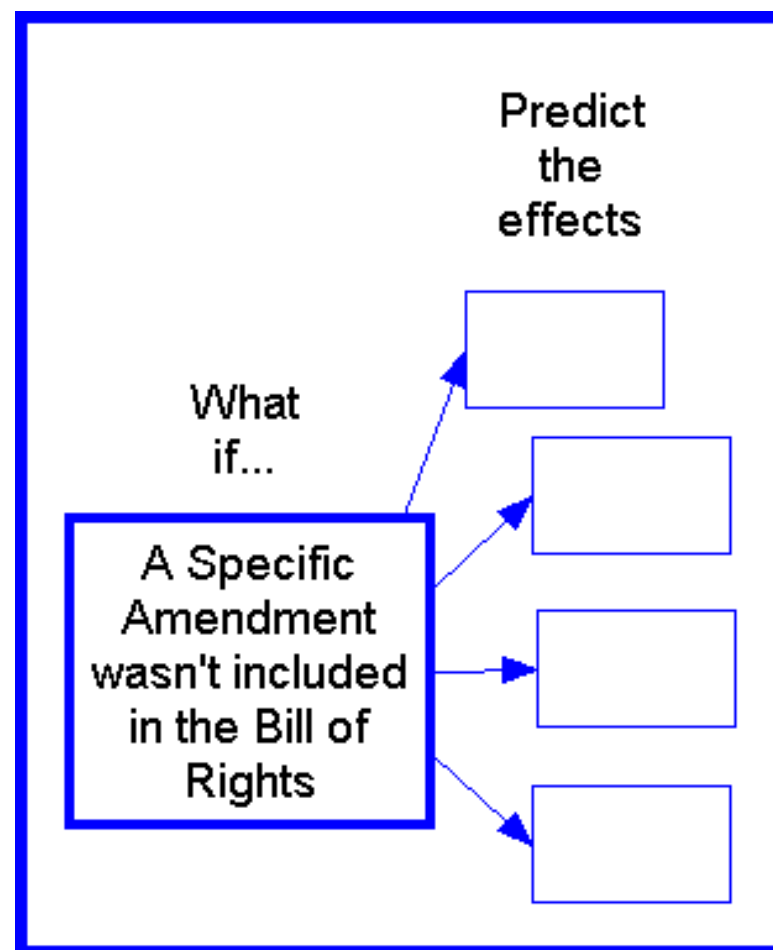 Predict
the
effects
What
if...
A Specific
Amendment
wasn't included
in the Bill of
Rights